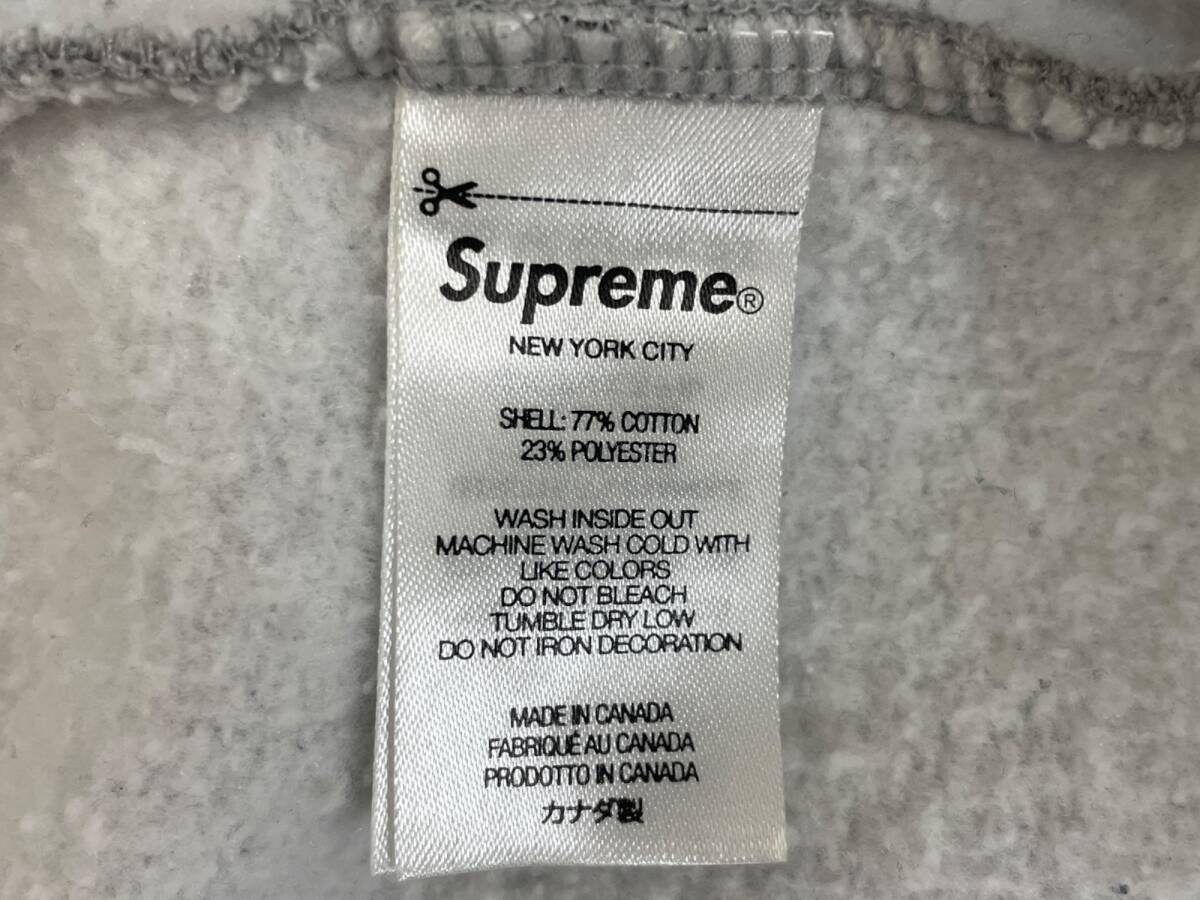 Supreme®
NEW YORK CITY
SHELL: 77% COTTON
23% POLYESTER
WASH INSIDE OUT
MACHINE WASH COLD WITH
LIKE COLORS
DO NOT BLEACH
TUMBLE DRY LOW
DO NOT IRON DECORATION
MADE IN CANADA
FABRIQUÉ AU CANADA
PRODOTTO IN CANADA
カナダ製